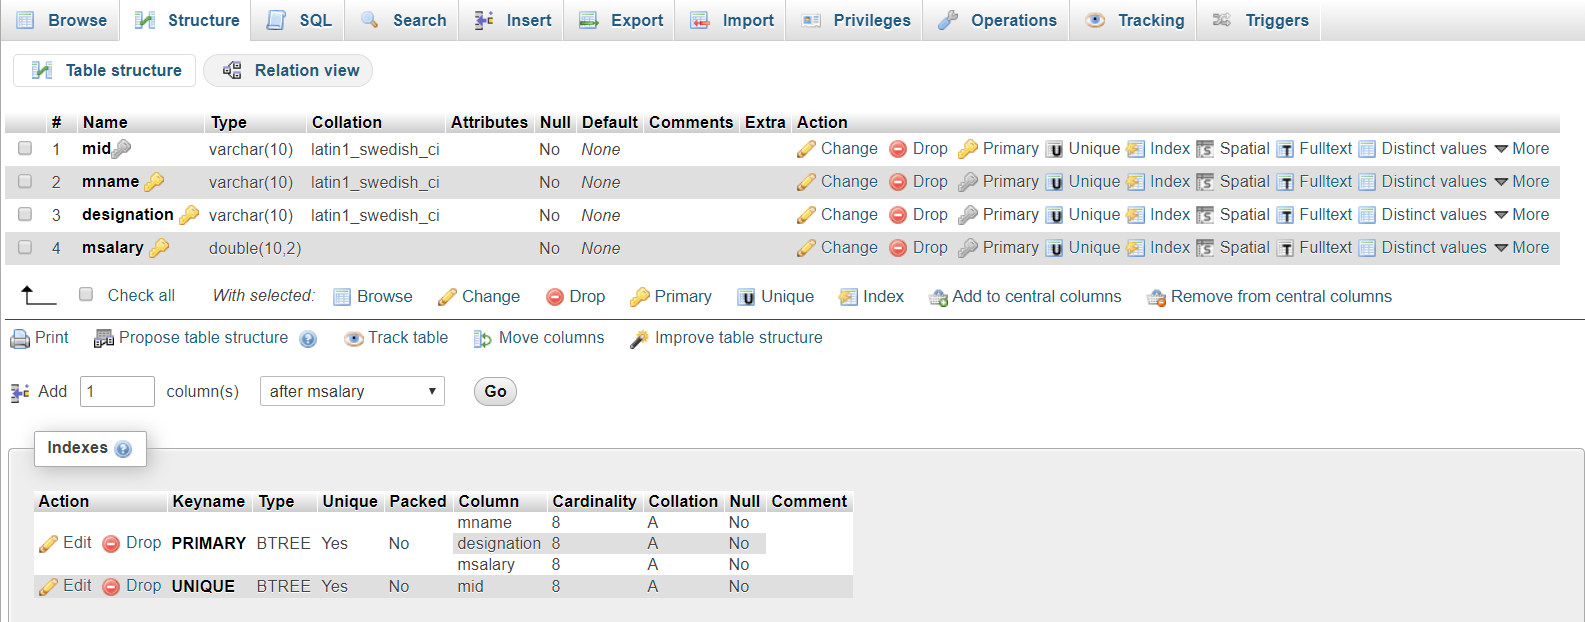 Browse Structure SQL Search Insert Export Import Privileges Operations Tracking Triggers
Table structure Relation view
# Name Type Collation Attributes Null Default Comments Extra Action
1 mid varchar(10) latin1_swedish_ci No None Change Drop Primary Unique Index Spatial Fulltext Distinct values More
2 mname varchar(10) latin1_swedish_ci No None Change Drop Primary Unique Index Spatial Fulltext Distinct values More
3 designation varchar(10) latin1_swedish_ci No None Change Drop Primary Unique Index Spatial Fulltext Distinct values More
4 msalary double(10,2) No None Change Drop Primary Unique Index Spatial Fulltext Distinct values More
Check all With selected: Browse Change Drop Primary Unique Index Add to central columns Remove from central columns
Print Propose table structure Track table Move columns Improve table structure
Add 1 column(s) after msalary Go
Indexes
Action Keyname Type Unique Packed Column Cardinality Collation Null Comment
mname 8 A No
Edit Drop PRIMARY BTREE Yes No designation 8 A No
msalary 8 A No
Edit Drop UNIQUE BTREE Yes No mid 8 A No